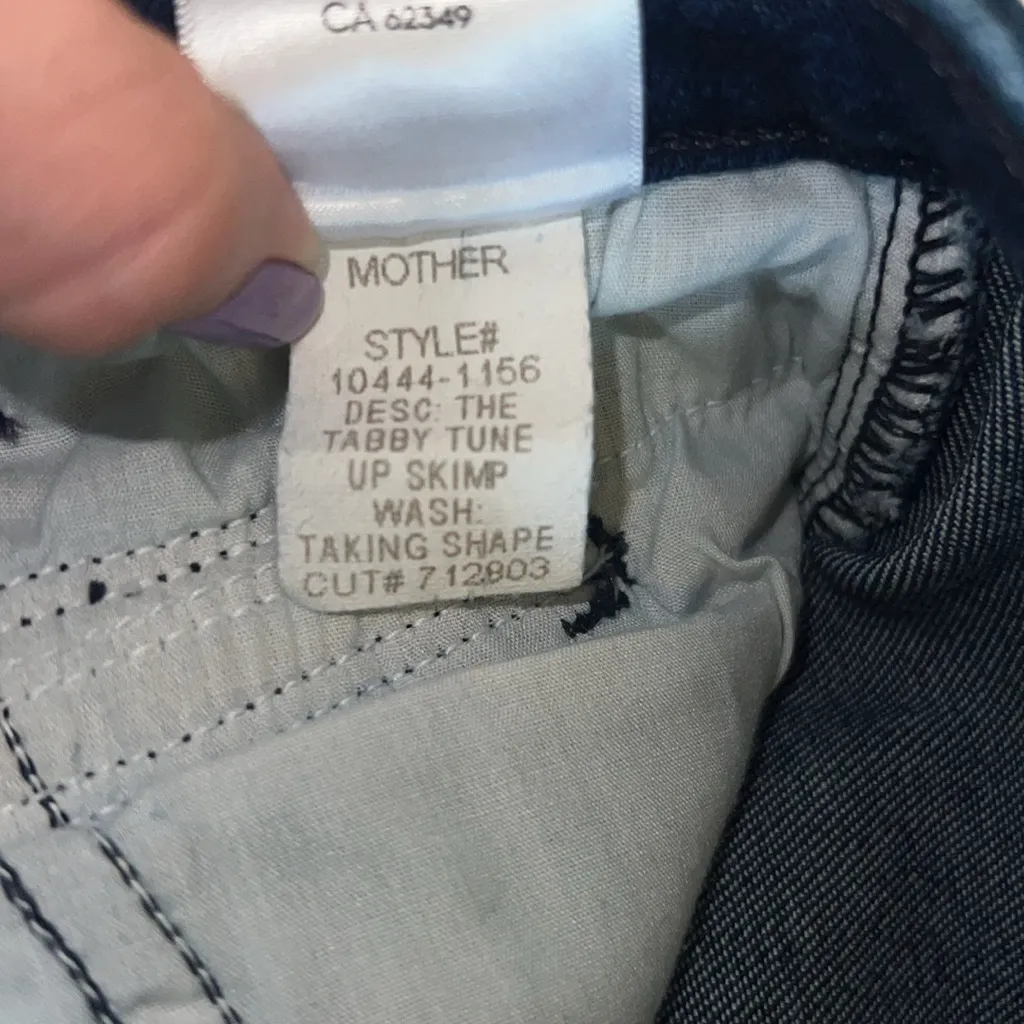 CA 62349
MOTHER
STYLE#
10444-1156
DESC: THE
TABBY TUNE
UP SKIMP
WASH:
TAKING SHAPE
CUT# 712803